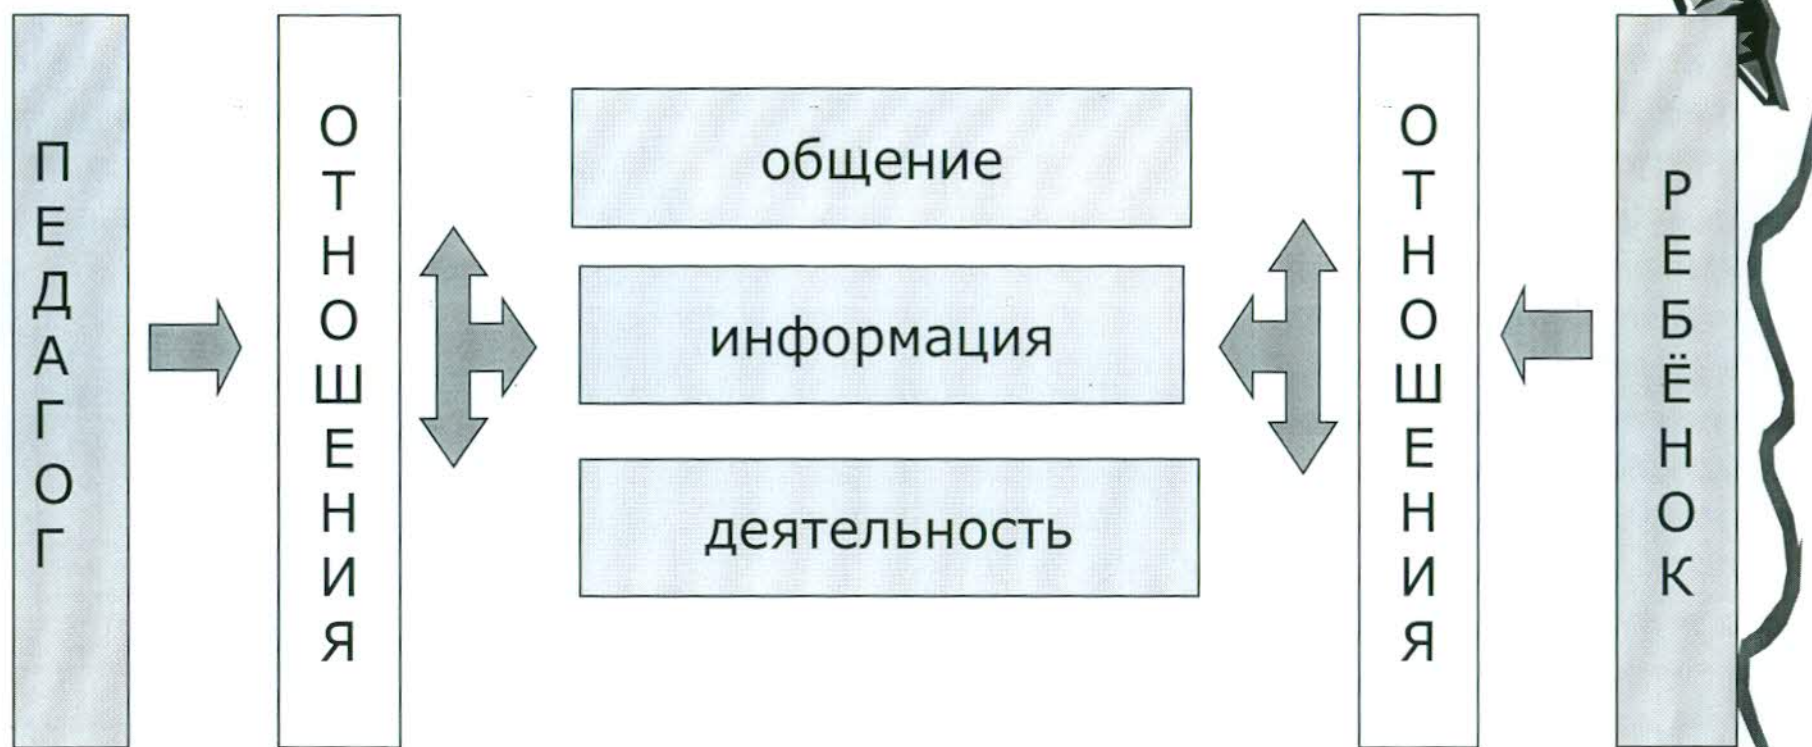 ПЕДАГОГ
ОТНОШЕНИЯ
общение
информация
деятельность
ОТНОШЕНИЯ
РЕБЁНОК